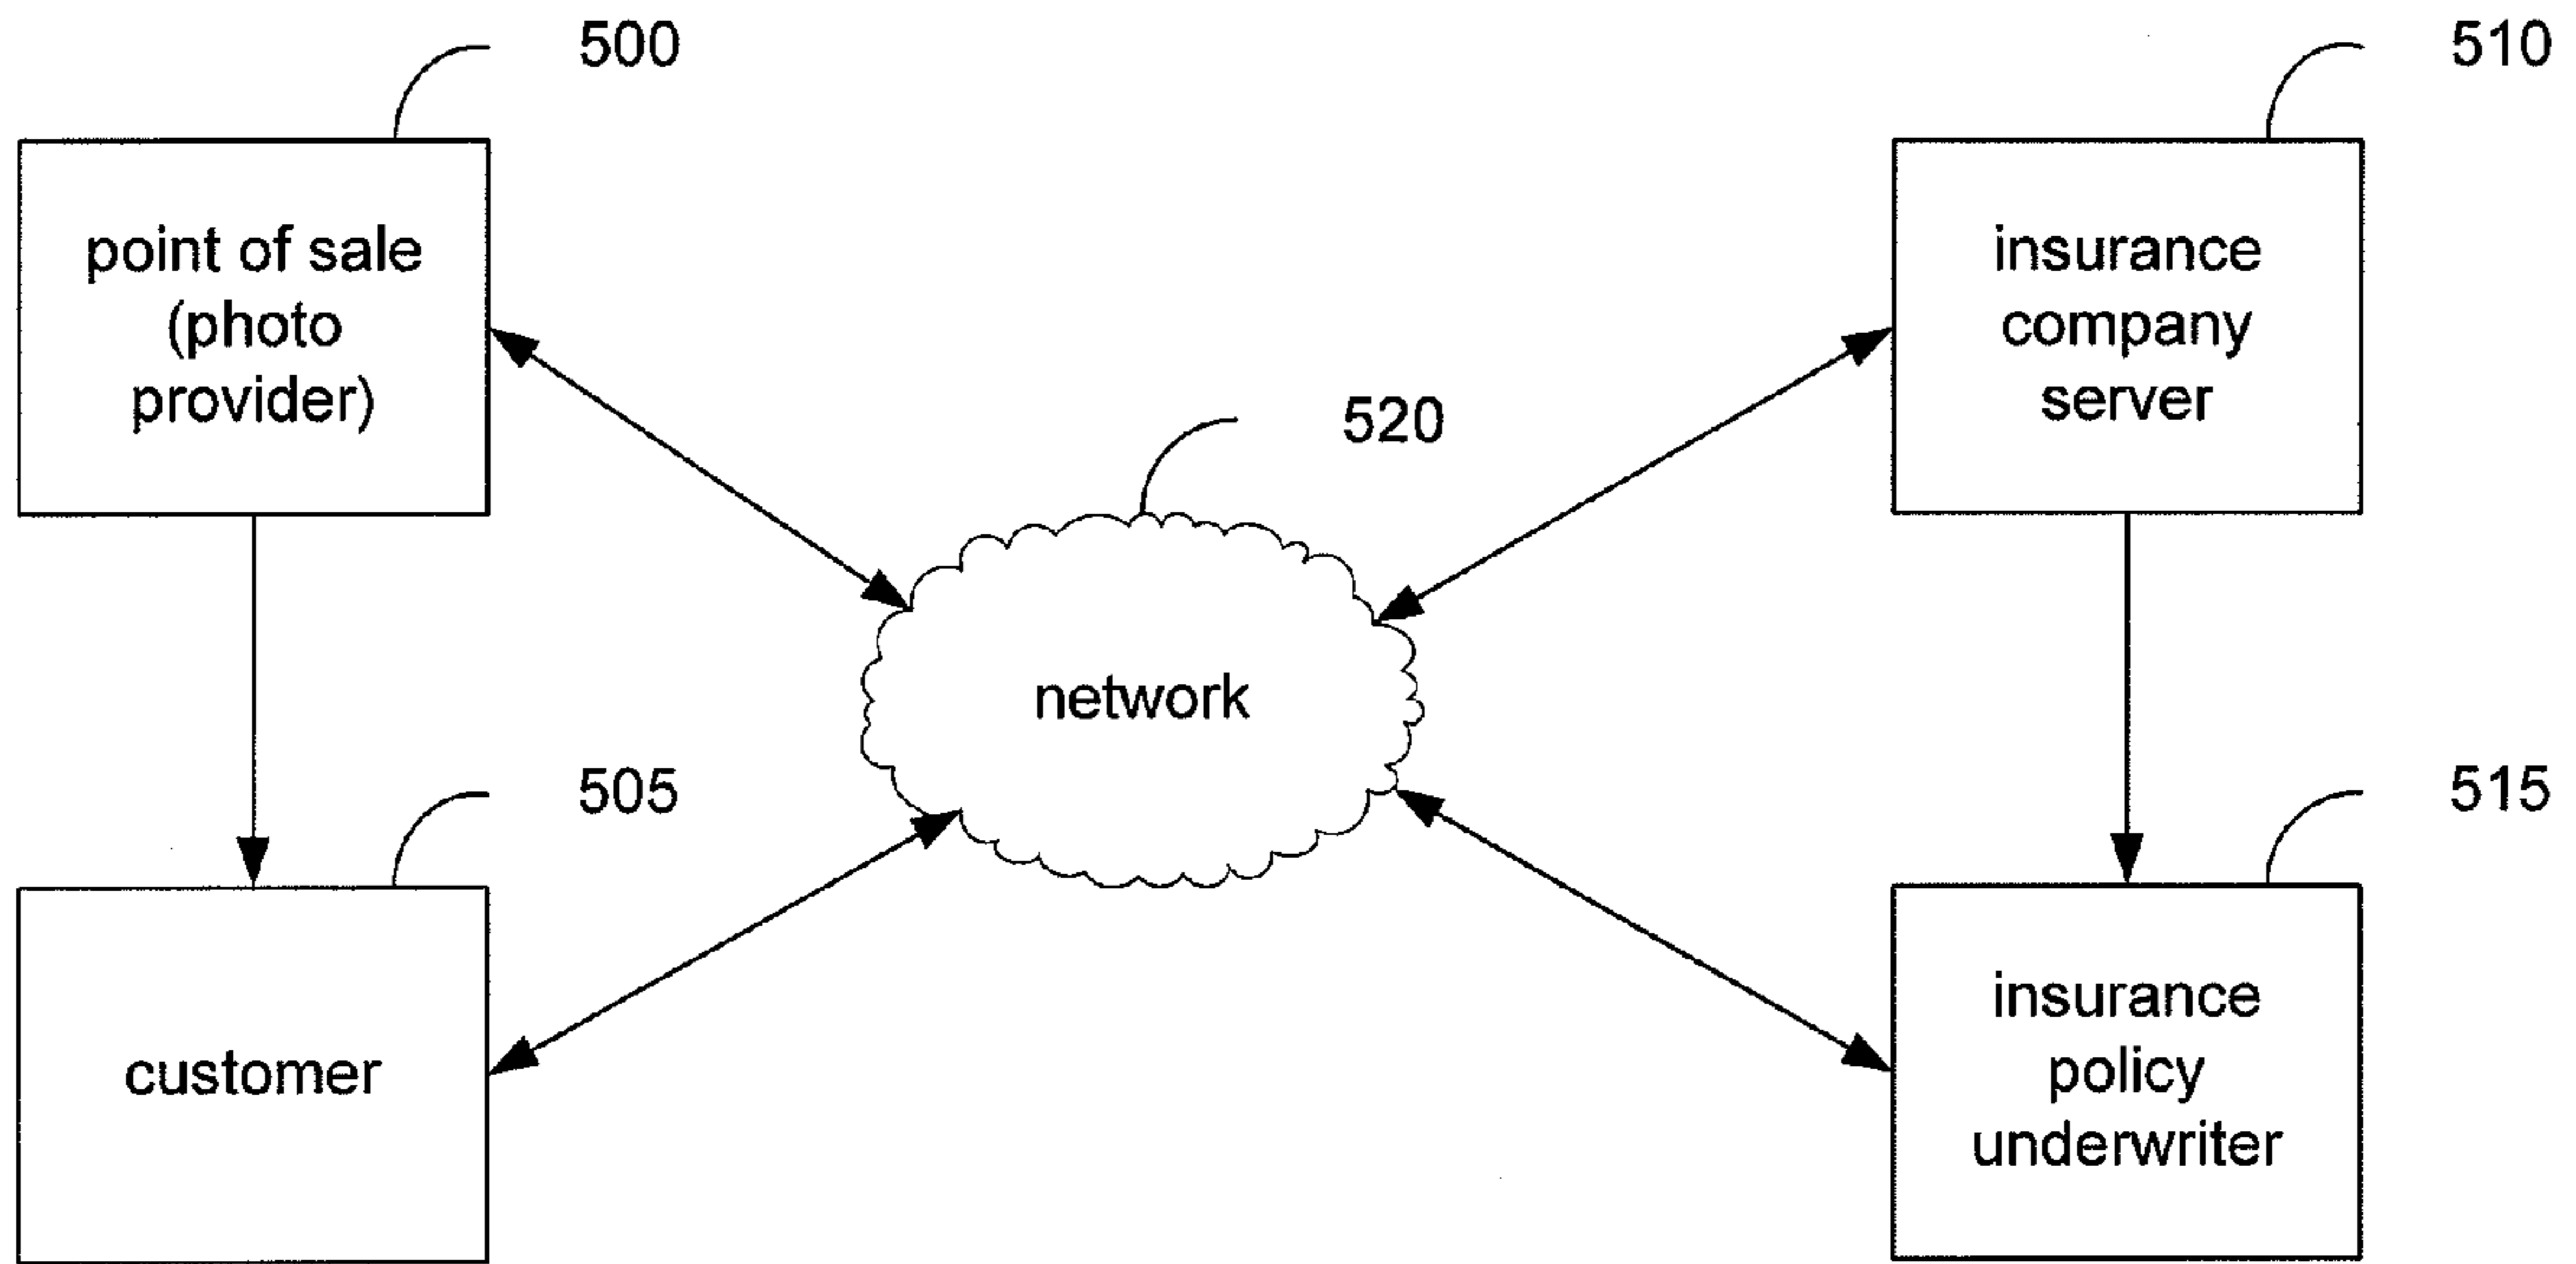 500
510
point of sale
(photo
provider)
insurance
company
server
520
network
505
515
customer
insurance
policy
underwriter